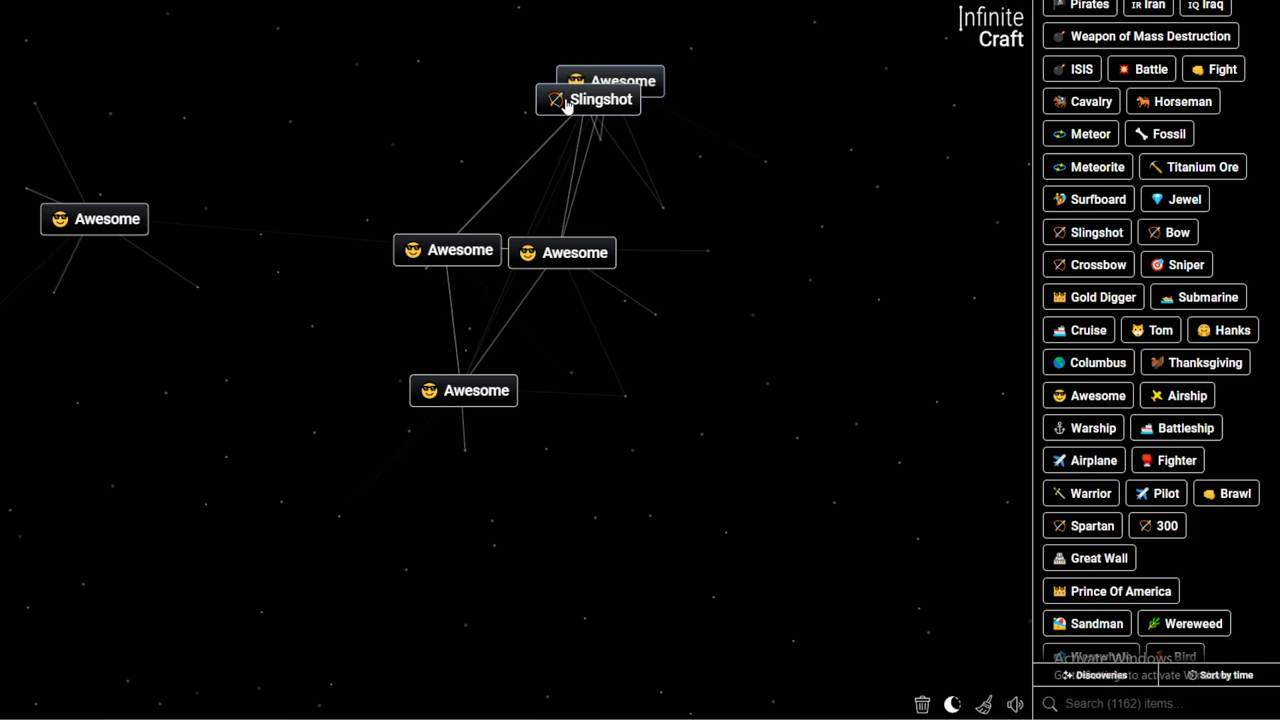 Infinite
Craft
Awesome
Slingshot
Awesome
Awesome
Awesome
Awesome
Pirates IR Iran IQ Iraq
Weapon of Mass Destruction
ISIS Battle Fight
Cavalry Horseman
Meteor Fossil
Meteorite Titanium Ore
Surfboard Jewel
Slingshot Bow
Crossbow Sniper
Gold Digger Submarine
Cruise Tom Hanks
Columbus Thanksgiving
Awesome Airship
Warship Battleship
Airplane Fighter
Warrior Pilot Brawl
Spartan 300
Great Wall
Prince Of America
Sandman Wereweed
Bird
Activate Windows
Discoveries Sort by time
Search (1162) items...